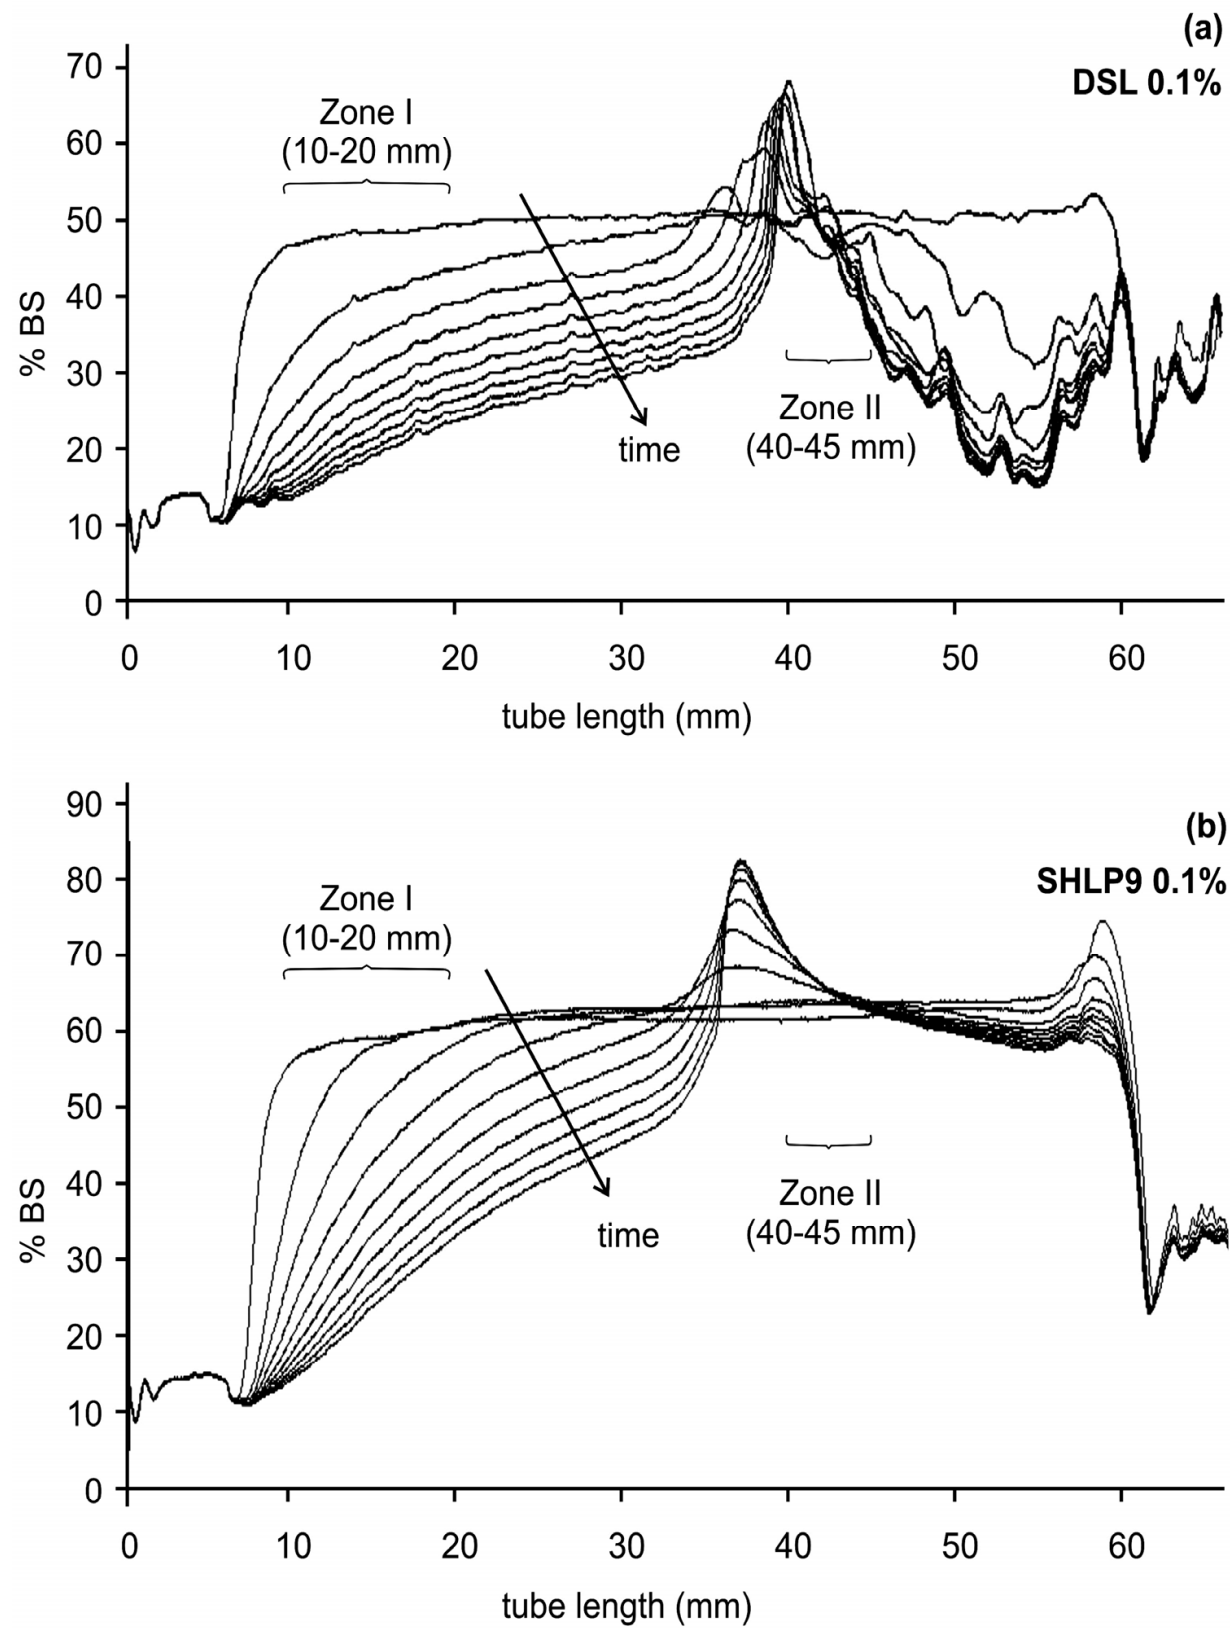 (a)
DSL 0.1%
70
60
50
40
30
20
10
0
% BS
Zone I
(10-20 mm)
time
Zone II
(40-45 mm)
0 10 20 30 40 50 60
tube length (mm)
(b)
SHLP9 0.1%
90
80
70
60
50
40
30
20
10
0
% BS
Zone I
(10-20 mm)
time
Zone II
(40-45 mm)
0 10 20 30 40 50 60
tube length (mm)